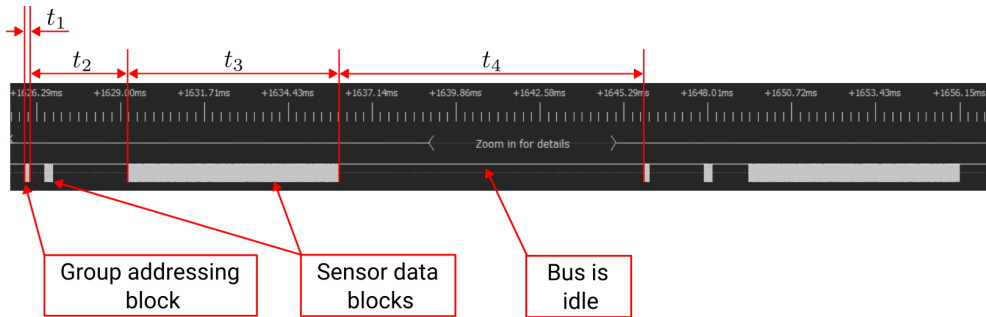 t1
t2 t3 t4
+1626.29ms +1629.00ms +1631.71ms +1634.43ms +1637.14ms +1639.86ms +1642.58ms +1645.29ms +1648.01ms +1650.72ms +1653.43ms +1656.15ms
Zoom in for details
Group addressing
block
Sensor data
blocks
Bus is
idle